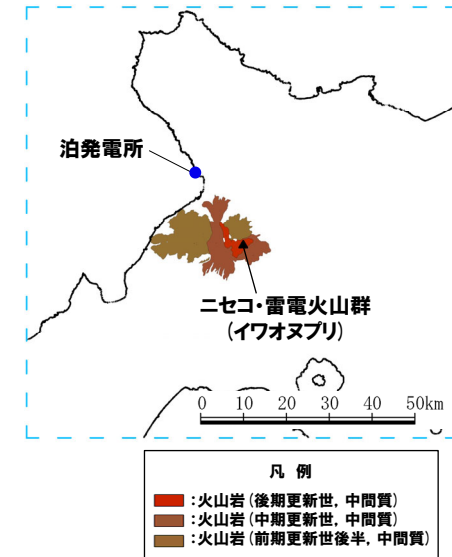 泊発電所
ニセコ・雷電火山群
(イワオヌプリ)
0 10 20 30 40 50km
凡 例
:火山岩(後期更新世, 中間質)
:火山岩(中期更新世, 中間質)
:火山岩(前期更新世後半, 中間質)